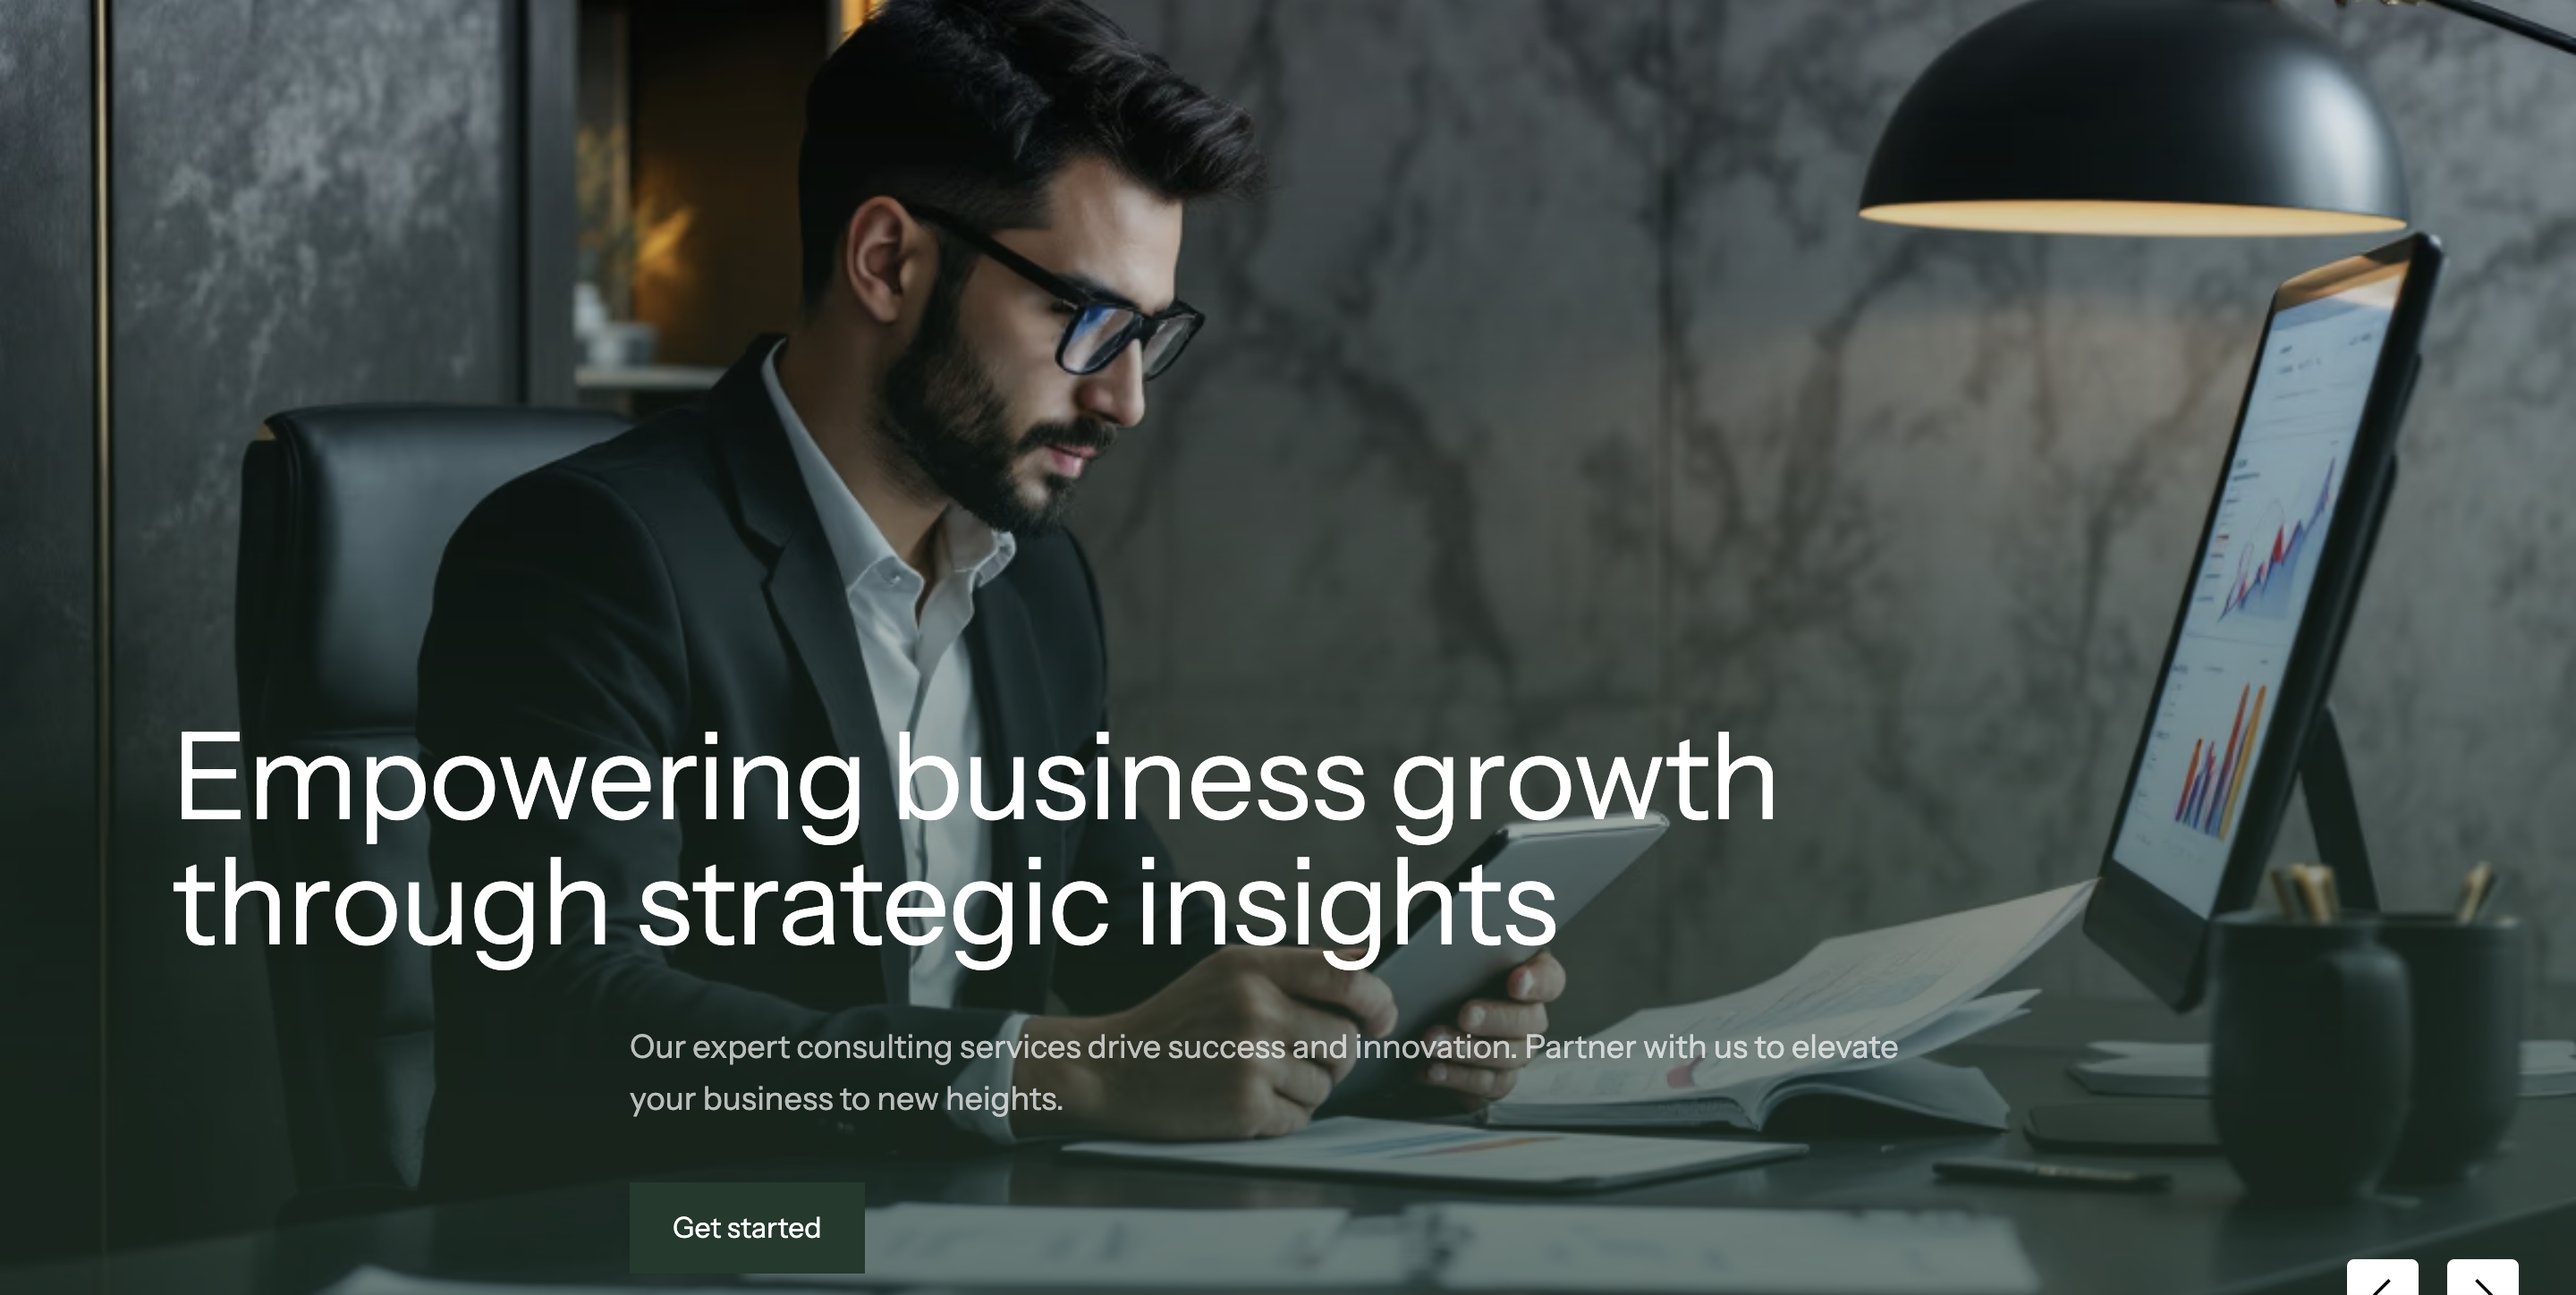 Empowering business growth
through strategic insights
Our expert consulting services drive success and innovation. Partner with us to elevate
your business to new heights.
Get started